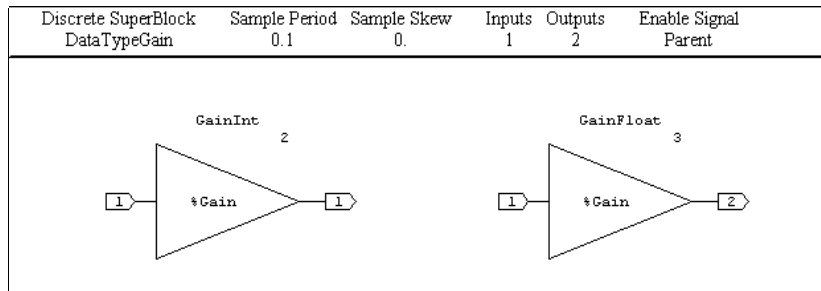 Discrete SuperBlock Sample Period Sample Skew Inputs Outputs Enable Signal
DataTypeGain 0.1 0. 1 2 Parent
GainInt
2
1 %Gain 1
GainFloat
3
1 %Gain 2